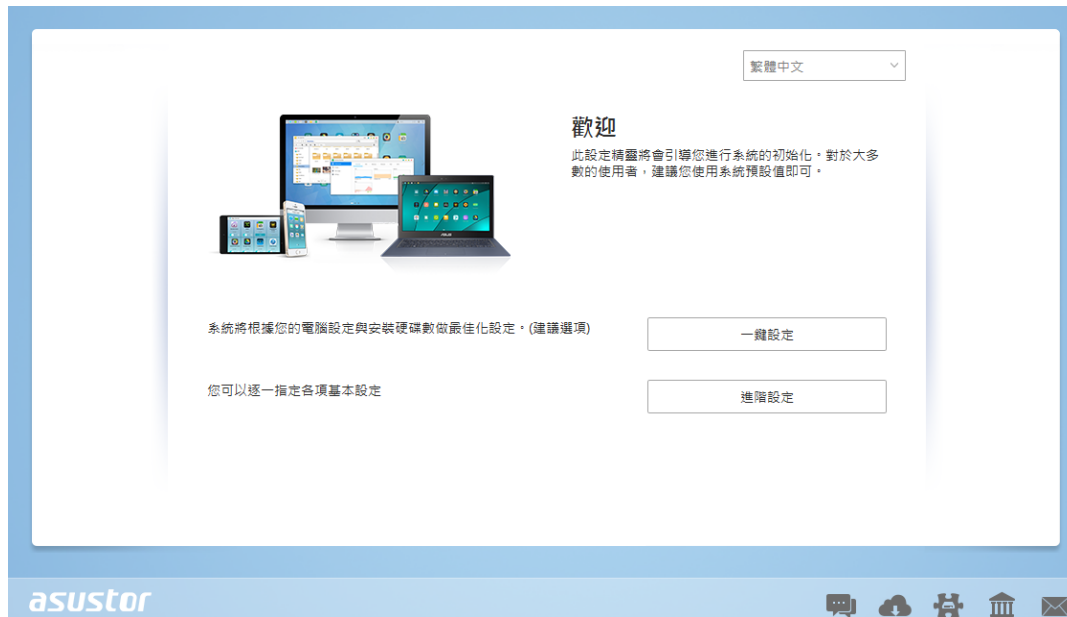 繁體中文
歡迎
此設定精靈將會引導您進行系統的初始化。對於大多
數的使用者，建議您使用系統預設值即可。
系統將根據您的電腦設定與安裝硬碟數做最佳化設定。(建議選項)
一鍵設定
您可以逐一指定各項基本設定
進階設定
asustor